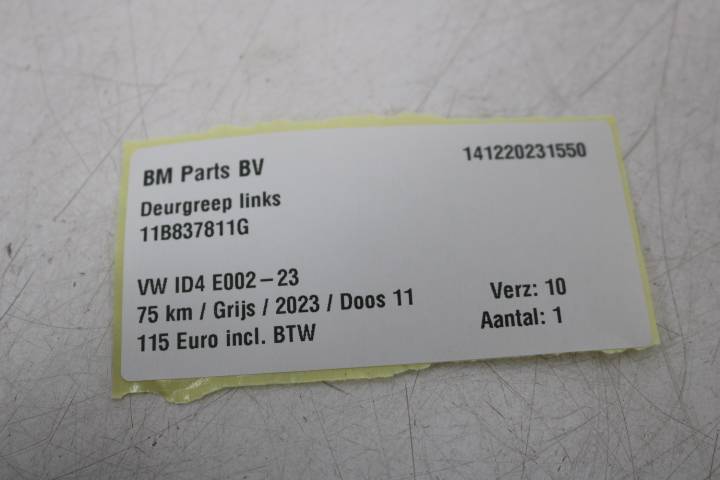 BM Parts BV
141220231550
Deurgreep links
11B837811G
VW ID4 E002-23
75 km / Grijs / 2023 / Doos 11
Verz: 10
115 Euro incl. BTW
Aantal: 1